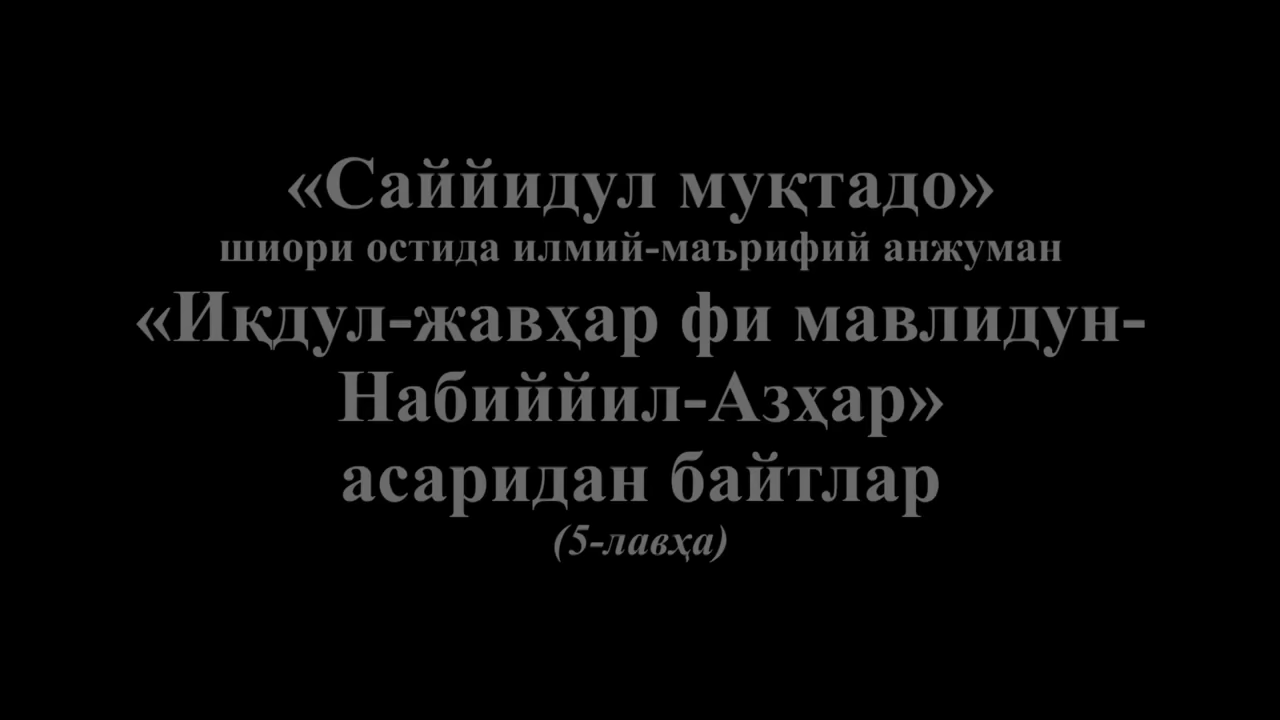 «Саййидул муқтадо»
шиори остида илмий-маърифий анжуман
«Иқдул-жавҳар фи мавлидун-
Набиййил-Азҳар»
асаридан байтлар
(5-лавҳа)